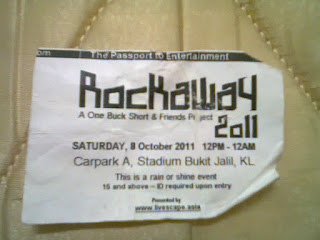 om
The Passport to Entertainment
Rockaway
A One Buck Short & Friends Project
2011
SATURDAY, 8 October 2011 12PM - 12AM
Carpark A, Stadium Bukit Jalil, KL
This is a rain or shine event
15 and above – ID required upon entry
Presented by
www.livescape.asia